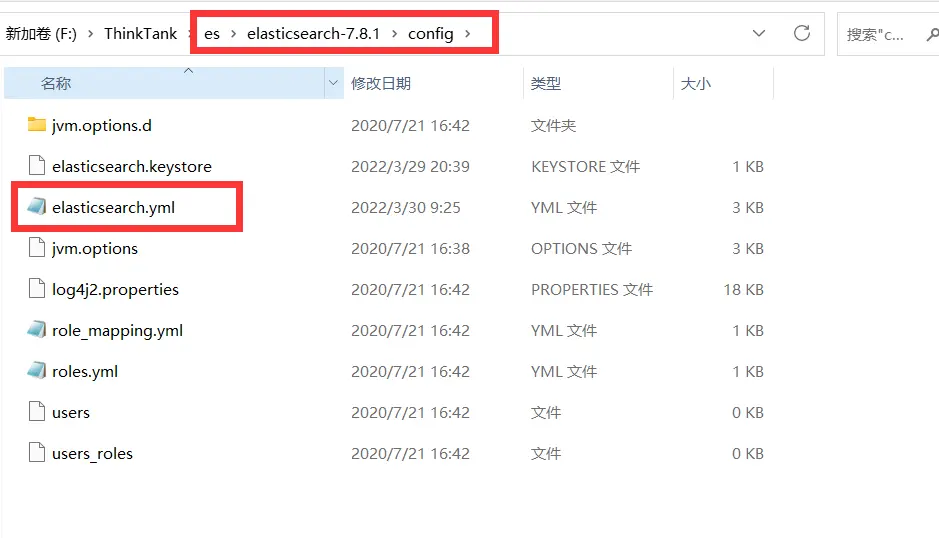 新加卷 (F:) › ThinkTank › es › elasticsearch-7.8.1 › config › 搜索"c...
名称 修改日期 类型 大小
jvm.options.d 2020/7/21 16:42 文件夹
elasticsearch.keystore 2022/3/29 20:39 KEYSTORE 文件 1 KB
elasticsearch.yml 2022/3/30 9:25 YML 文件 3 KB
jvm.options 2020/7/21 16:38 OPTIONS 文件 3 KB
log4j2.properties 2020/7/21 16:42 PROPERTIES 文件 18 KB
role_mapping.yml 2020/7/21 16:42 YML 文件 1 KB
roles.yml 2020/7/21 16:42 YML 文件 1 KB
users 2020/7/21 16:42 文件 0 KB
users_roles 2020/7/21 16:42 文件 0 KB